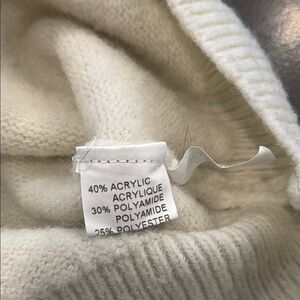 40% ACRYLIC
ACRYLIQUE
30% POLYAMIDE
POLYAMIDE
25% POLYESTER